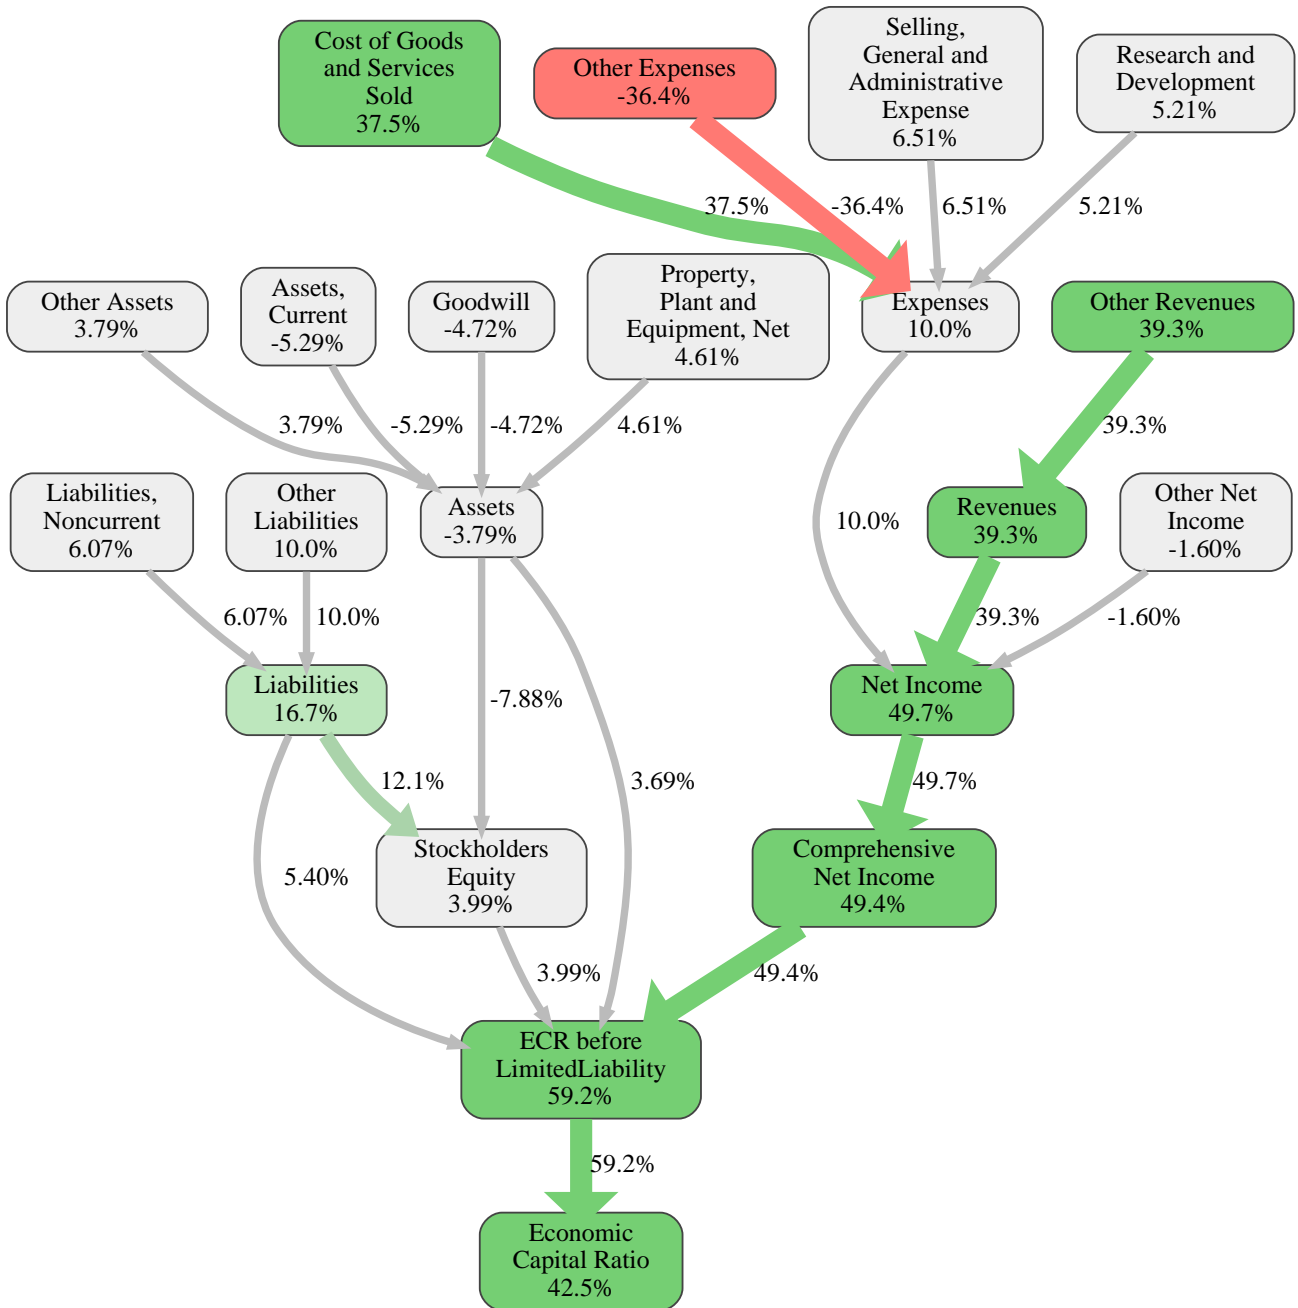 Cost of Goods
and Services
Sold
37.5%
Other Expenses
-36.4%
Selling,
General and
Administrative
Expense
6.51%
Research and
Development
5.21%
37.5%
-36.4%
6.51%
5.21%
Other Assets
3.79%
Assets,
Current
-5.29%
Goodwill
-4.72%
Property,
Plant and
Equipment, Net
4.61%
Expenses
10.0%
Other Revenues
39.3%
3.79%
-5.29%
-4.72%
4.61%
39.3%
Liabilities,
Noncurrent
6.07%
Other
Liabilities
10.0%
Assets
-3.79%
10.0%
Revenues
39.3%
Other Net
Income
-1.60%
6.07%
10.0%
39.3%
-1.60%
Liabilities
16.7%
-7.88%
Net Income
49.7%
12.1%
3.69%
49.7%
5.40%
Stockholders
Equity
3.99%
Comprehensive
Net Income
49.4%
3.99%
49.4%
ECR before
LimitedLiability
59.2%
59.2%
Economic
Capital Ratio
42.5%